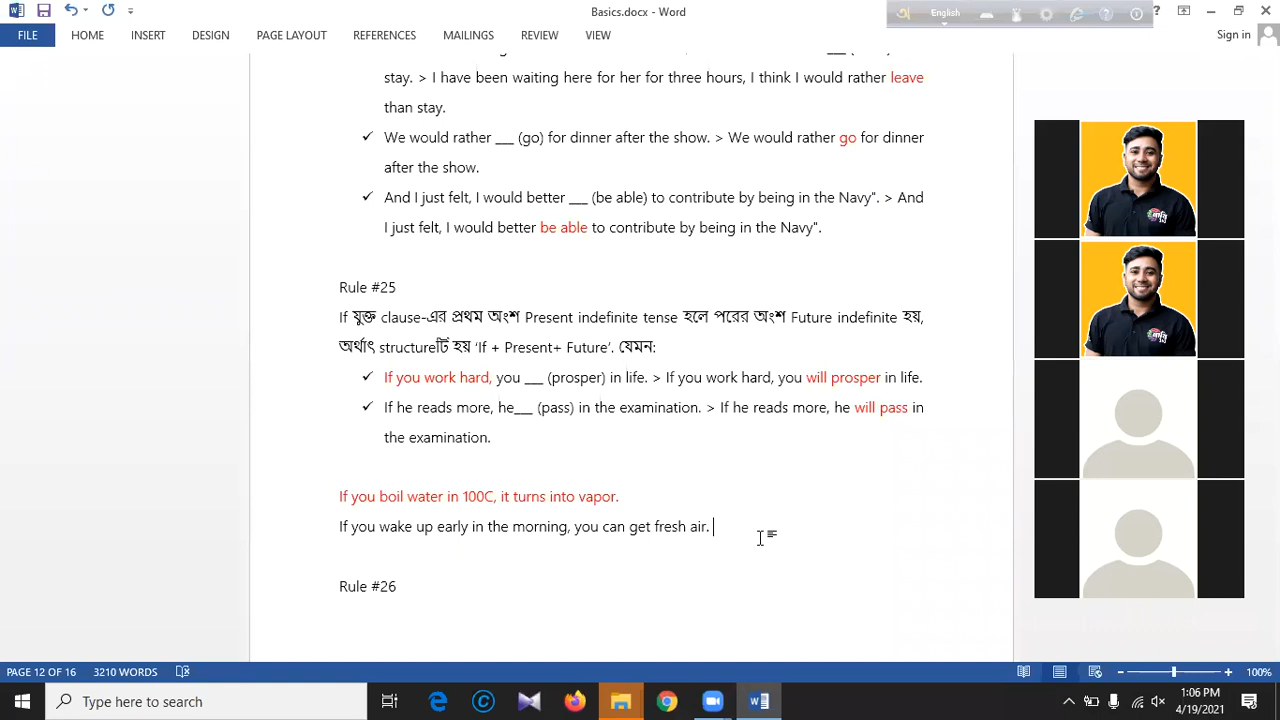 Basics.docx - Word
English
FILE
HOME
INSERT
DESIGN
PAGE LAYOUT
REFERENCES
MAILINGS
REVIEW
VIEW
Sign in
stay. > I have been waiting here for her for three hours, I think I would rather leave
than stay.
✓ We would rather ___ (go) for dinner after the show. > We would rather go for dinner
after the show.
✓ And I just felt, I would better ___ (be able) to contribute by being in the Navy". > And
I just felt, I would better be able to contribute by being in the Navy".
Rule #25
If যুক্ত clause-এর প্রথম অংশ Present indefinite tense হলে পরের অংশ Future indefinite হয়,
অর্থাৎ structureটি হয় ‘If + Present+ Future’. যেমন:
✓ If you work hard, you ___ (prosper) in life. > If you work hard, you will prosper in life.
✓ If he reads more, he___ (pass) in the examination. > If he reads more, he will pass in
the examination.
If you boil water in 100C, it turns into vapor.
If you wake up early in the morning, you can get fresh air.
Rule #26
PAGE 12 OF 16
3210 WORDS
100%
Type here to search
1:06 PM
4/19/2021